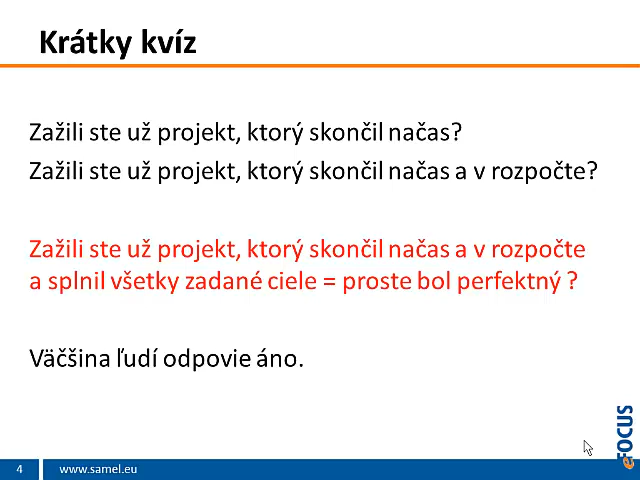 Krátky kvíz
Zažili ste už projekt, ktorý skončil načas?
Zažili ste už projekt, ktorý skončil načas a v rozpočte?
Zažili ste už projekt, ktorý skončil načas a v rozpočte
a splnil všetky zadané ciele = proste bol perfektný ?
Väčšina ľudí odpovie áno.
eFOCUS
4
www.samel.eu